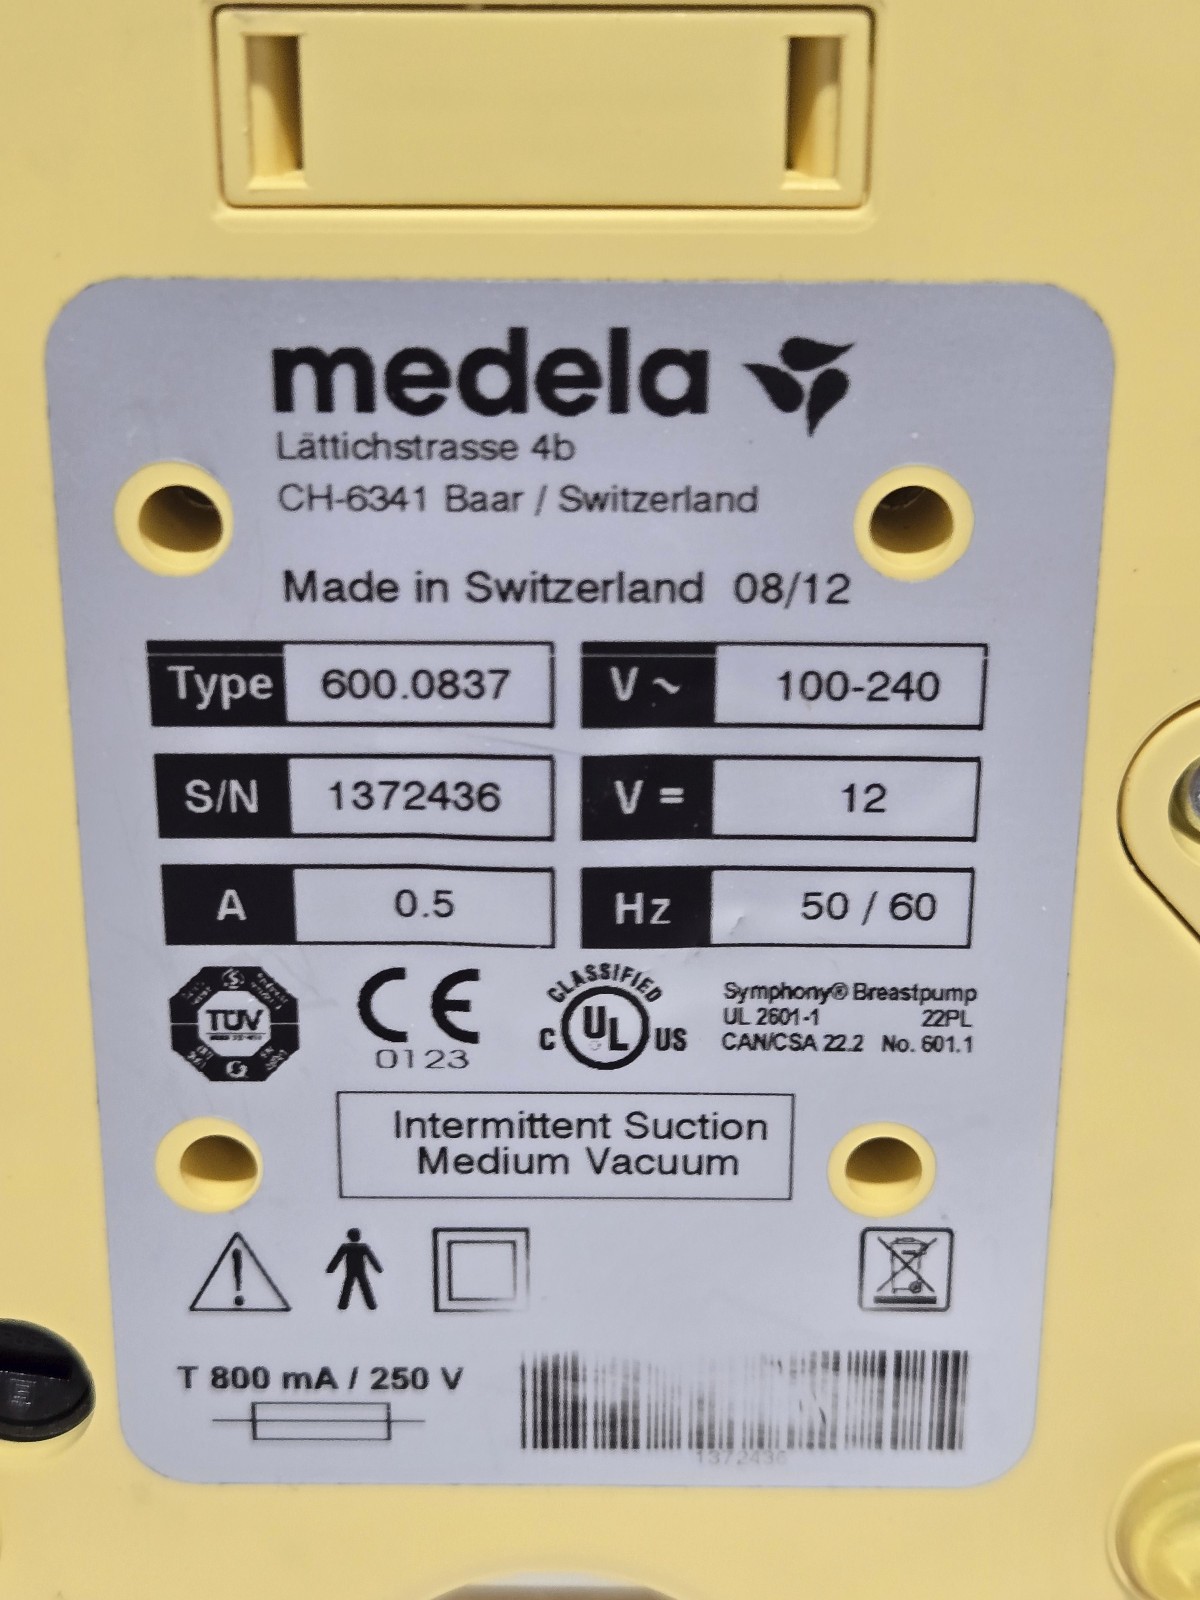 medela
Lättichstrasse 4b
CH-6341 Baar / Switzerland
Made in Switzerland 08/12
Type 600.0837 V ~ 100-240
S/N 1372436 V = 12
A 0.5 Hz 50 / 60
TÜV
CE
0123
CLASSIFIED
C UL US
Symphony® Breastpump
UL 2601-1 22PL
CAN/CSA 22.2 No. 601.1
Intermittent Suction
Medium Vacuum
T 800 mA / 250 V
1372436